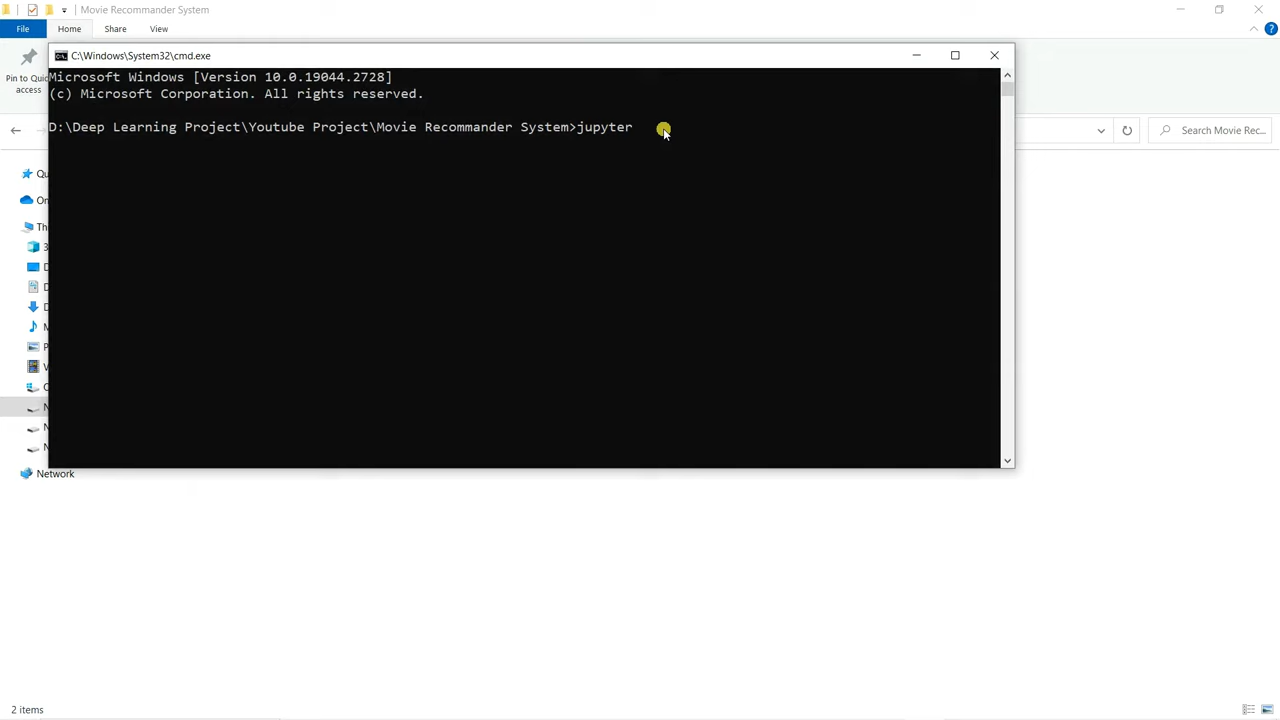 Movie Recommander System
File
Home
Share
View
Pin to Quic
access
C:\Windows\System32\cmd.exe
Microsoft Windows [Version 10.0.19044.2728]
(c) Microsoft Corporation. All rights reserved.
D:\Deep Learning Project\Youtube Project\Movie Recommander System>jupyter
Search Movie Rec...
Network
2 items